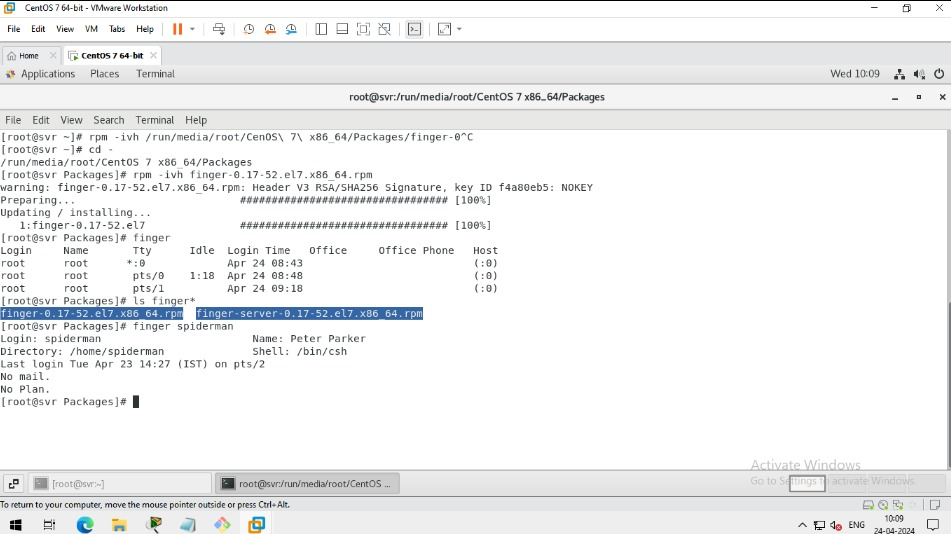 CentOS 7 64-bit - VMware Workstation
File Edit View VM Tabs Help
Home CentOS 7 64-bit
Applications Places Terminal Wed 10:09
root@svr:/run/media/root/CentOS 7 x86_64/Packages
File Edit View Search Terminal Help
[root@svr ~]# rpm -ivh /run/media/root/CenOS\ 7\ x86_64/Packages/finger-0^C
[root@svr ~]# cd -
/run/media/root/CentOS 7 x86_64/Packages
[root@svr Packages]# rpm -ivh finger-0.17-52.el7.x86_64.rpm
warning: finger-0.17-52.el7.x86_64.rpm: Header V3 RSA/SHA256 Signature, key ID f4a80eb5: NOKEY
Preparing... ################################# [100%]
Updating / installing...
1:finger-0.17-52.el7 ################################# [100%]
[root@svr Packages]# finger
Login Name Tty Idle Login Time Office Office Phone Host
root root *:0 Apr 24 08:43 (:0)
root root pts/0 1:18 Apr 24 08:48 (:0)
root root pts/1 Apr 24 09:18 (:0)
[root@svr Packages]# ls finger*
finger-0.17-52.el7.x86_64.rpm finger-server-0.17-52.el7.x86_64.rpm
[root@svr Packages]# finger spiderman
Login: spiderman Name: Peter Parker
Directory: /home/spiderman Shell: /bin/csh
Last login Tue Apr 23 14:27 (IST) on pts/2
No mail.
No Plan.
[root@svr Packages]#
Activate Windows
Go to Settings to activate Windows.
[root@svr:~] root@svr:/run/media/root/CentOS ...
To return to your computer, move the mouse pointer outside or press Ctrl+Alt.
ENG 10:09
24-04-2024